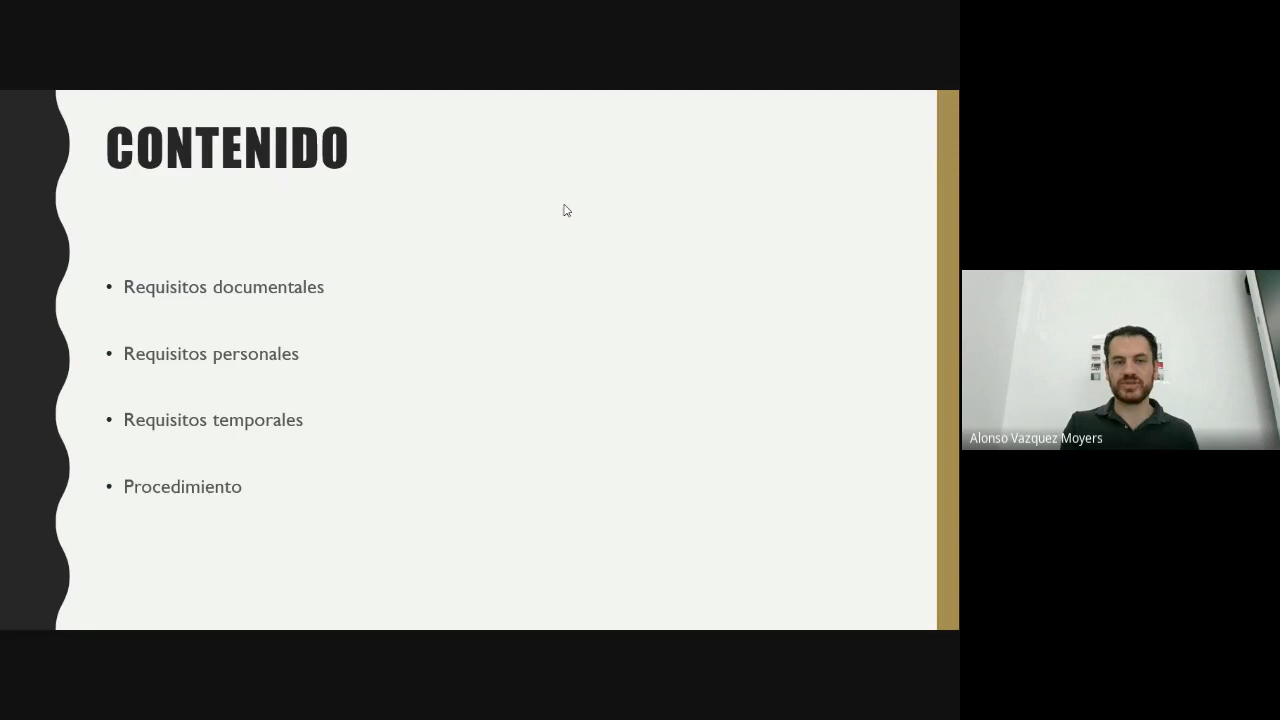 CONTENIDO
• Requisitos documentales
• Requisitos personales
• Requisitos temporales
• Procedimiento
Alonso Vazquez Moyers